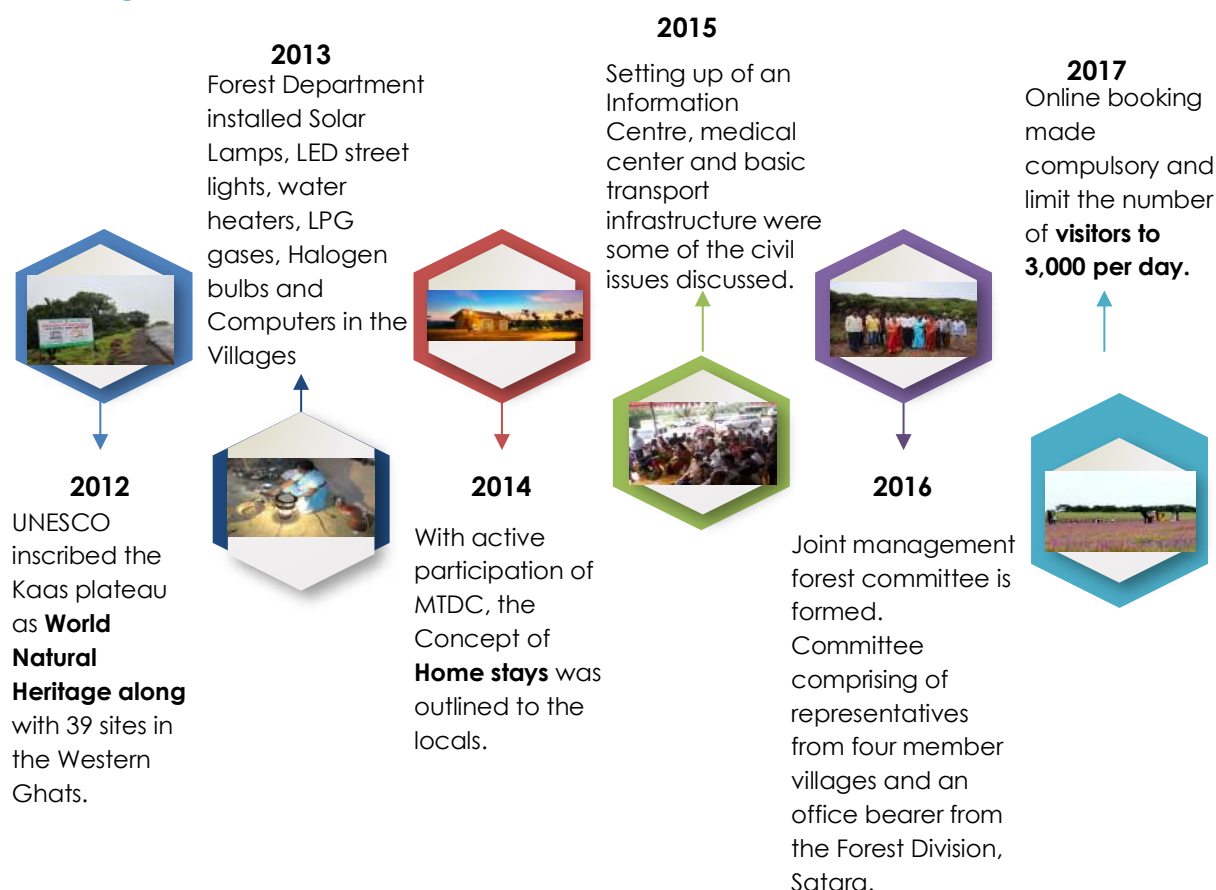 2012
UNESCO
inscribed the
Kaas plateau
as World
Natural
Heritage along
with 39 sites in
the Western
Ghats.
2013
Forest Department
installed Solar
Lamps, LED street
lights, water
heaters, LPG
gases, Halogen
bulbs and
Computers in the
Villages
2014
With active
participation of
MTDC, the
Concept of
Home stays was
outlined to the
locals.
2015
Setting up of an
Information
Centre, medical
center and basic
transport
infrastructure were
some of the civil
issues discussed.
2016
Joint management
forest committee is
formed.
Committee
comprising of
representatives
from four member
villages and an
office bearer from
the Forest Division,
Satara.
2017
Online booking
made
compulsory and
limit the number
of visitors to
3,000 per day.